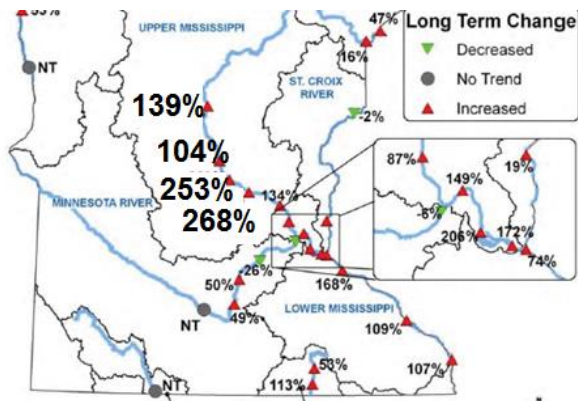 53%
NT
UPPER MISSISSIPPI
47%
16%
ST. CROIX
RIVER
-2%
Long Term Change
Decreased
No Trend
Increased
139%
104%
253%
268%
134%
MINNESOTA RIVER
87%
149%
19%
-6%
206%
172%
74%
-26%
50%
49%
NT
168%
LOWER MISSISSIPPI
109%
107%
53%
113%
NT